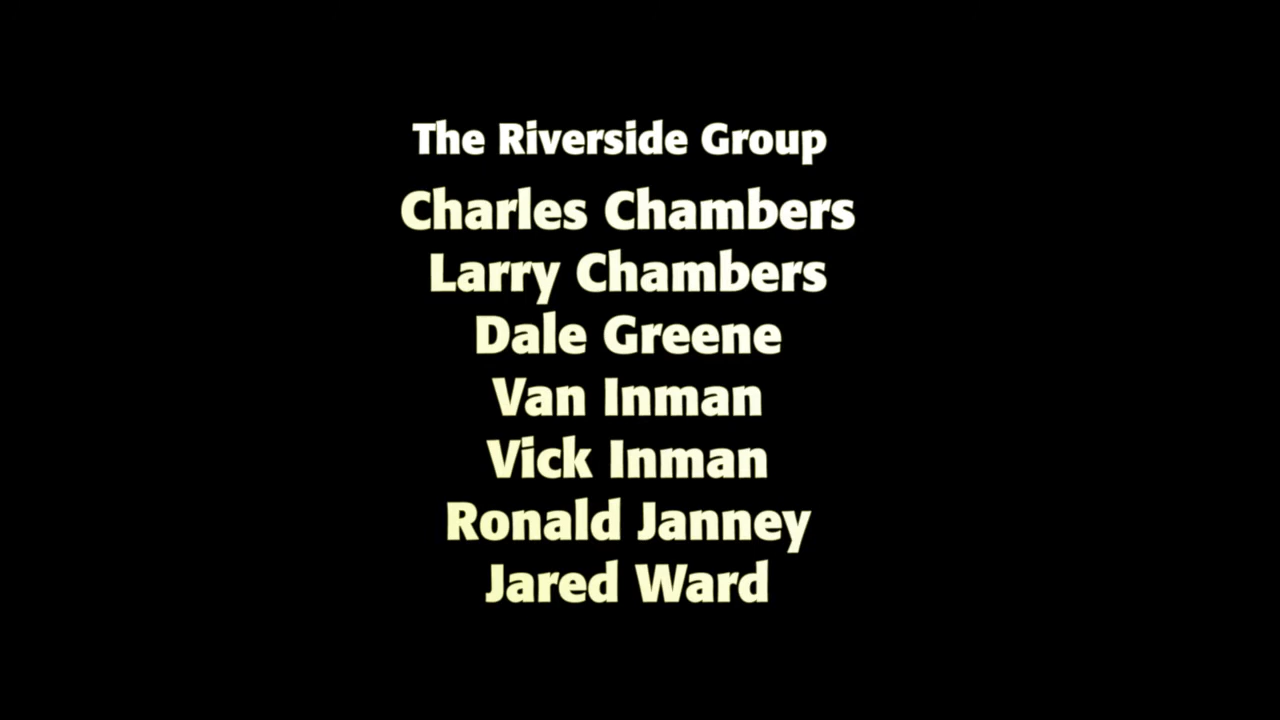 The Riverside Group
Charles Chambers
Larry Chambers
Dale Greene
Van Inman
Vick Inman
Ronald Janney
Jared Ward